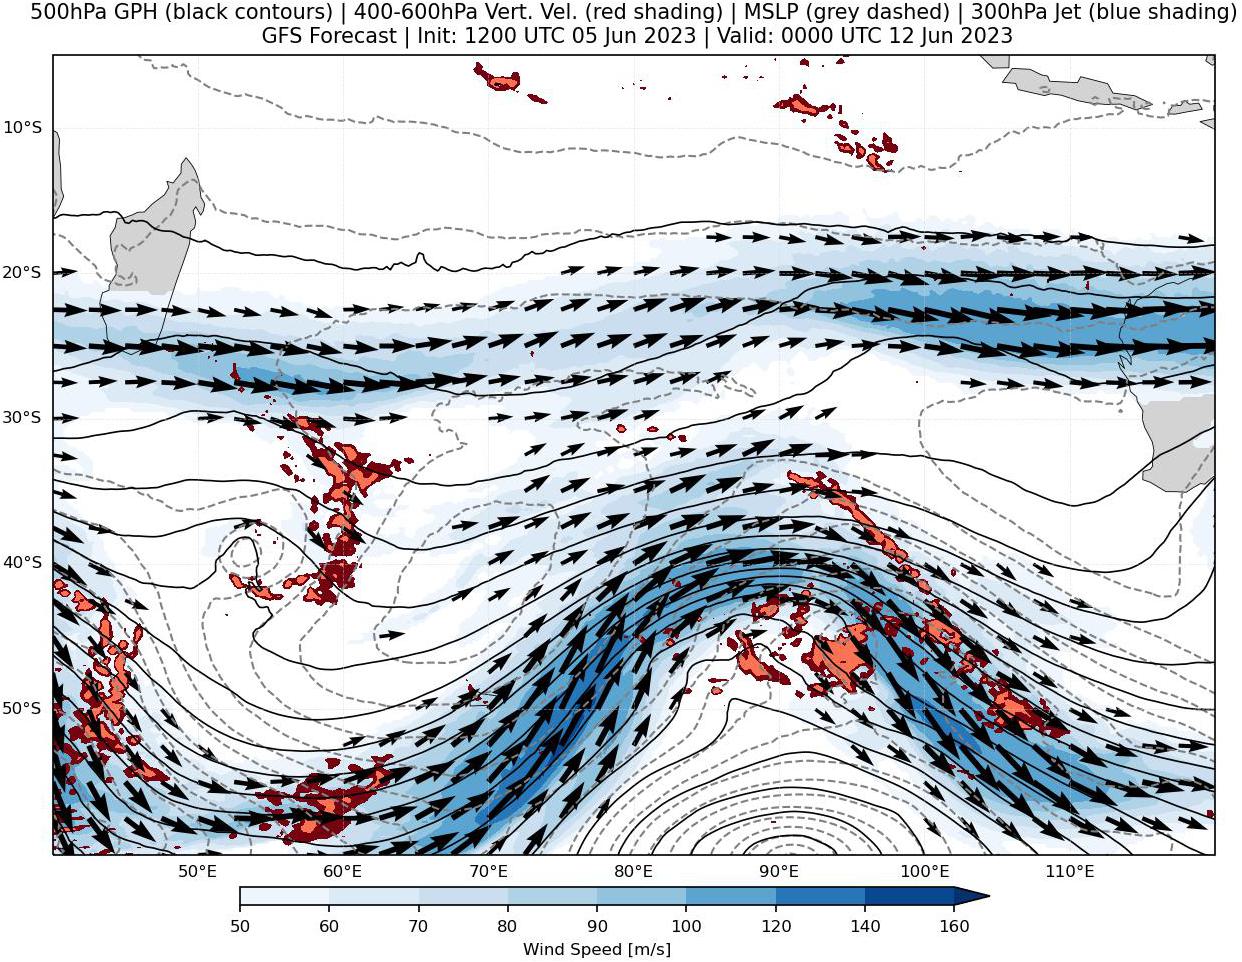 500hPa GPH (black contours) | 400-600hPa Vert. Vel. (red shading) | MSLP (grey dashed) | 300hPa Jet (blue shading)
GFS Forecast | Init: 1200 UTC 05 Jun 2023 | Valid: 0000 UTC 12 Jun 2023
10°S
20°S
30°S
40°S
50°S
50°E 60°E 70°E 80°E 90°E 100°E 110°E
50 60 70 80 90 100 120 140 160
Wind Speed [m/s]